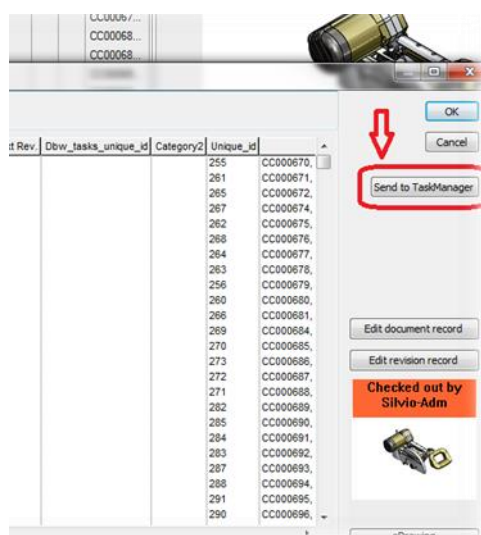 CC00067...
CC00068...
CC00068...
OK
Cancel
Send to TaskManager
ct Rev. Dbw_tasks_unique_id Category2 Unique_id
255 CC000670,
261 CC000671,
265 CC000672,
267 CC000674,
262 CC000675,
268 CC000676,
264 CC000677,
263 CC000678,
256 CC000679,
260 CC000680,
266 CC000681,
269 CC000684,
270 CC000685,
273 CC000686,
272 CC000687,
271 CC000688,
282 CC000689,
285 CC000690,
284 CC000691,
283 CC000692,
287 CC000693,
288 CC000694,
291 CC000695,
290 CC000696,
Edit document record
Edit revision record
Checked out by
Silvio-Adm